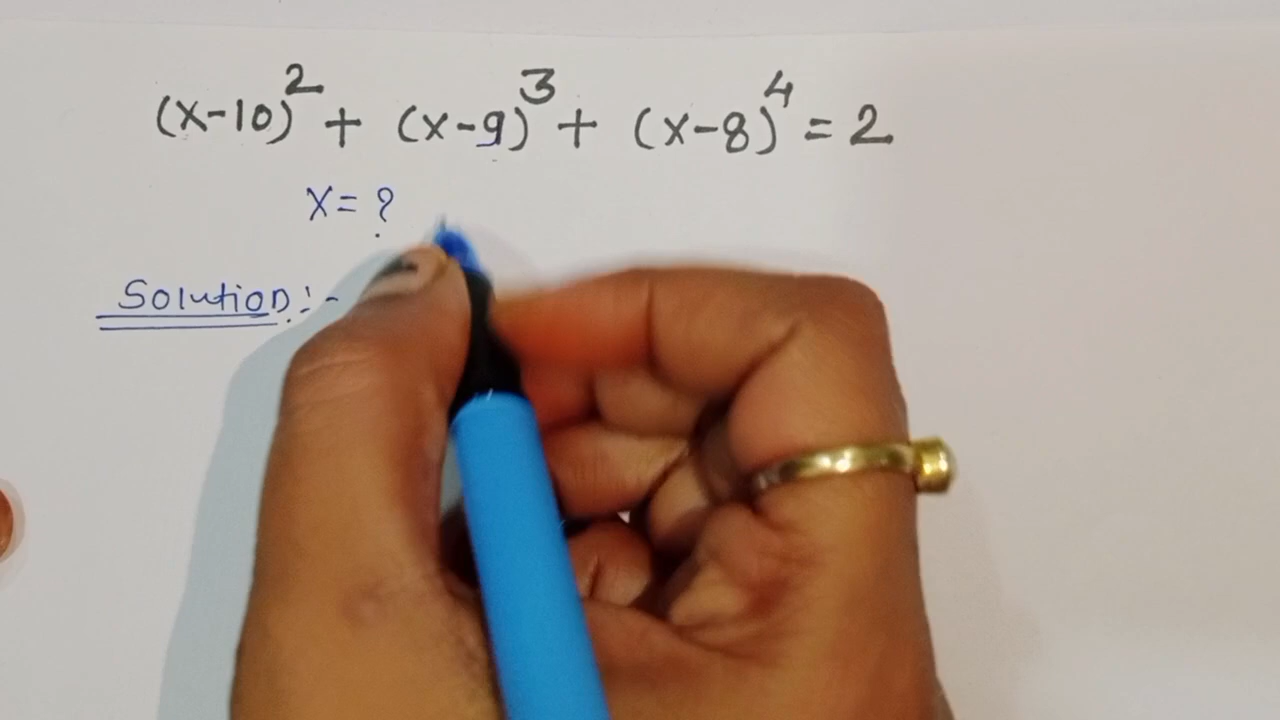 (x-10)² + (x-9)³ + (x-8)⁴ = 2
x = ?
Solution :-